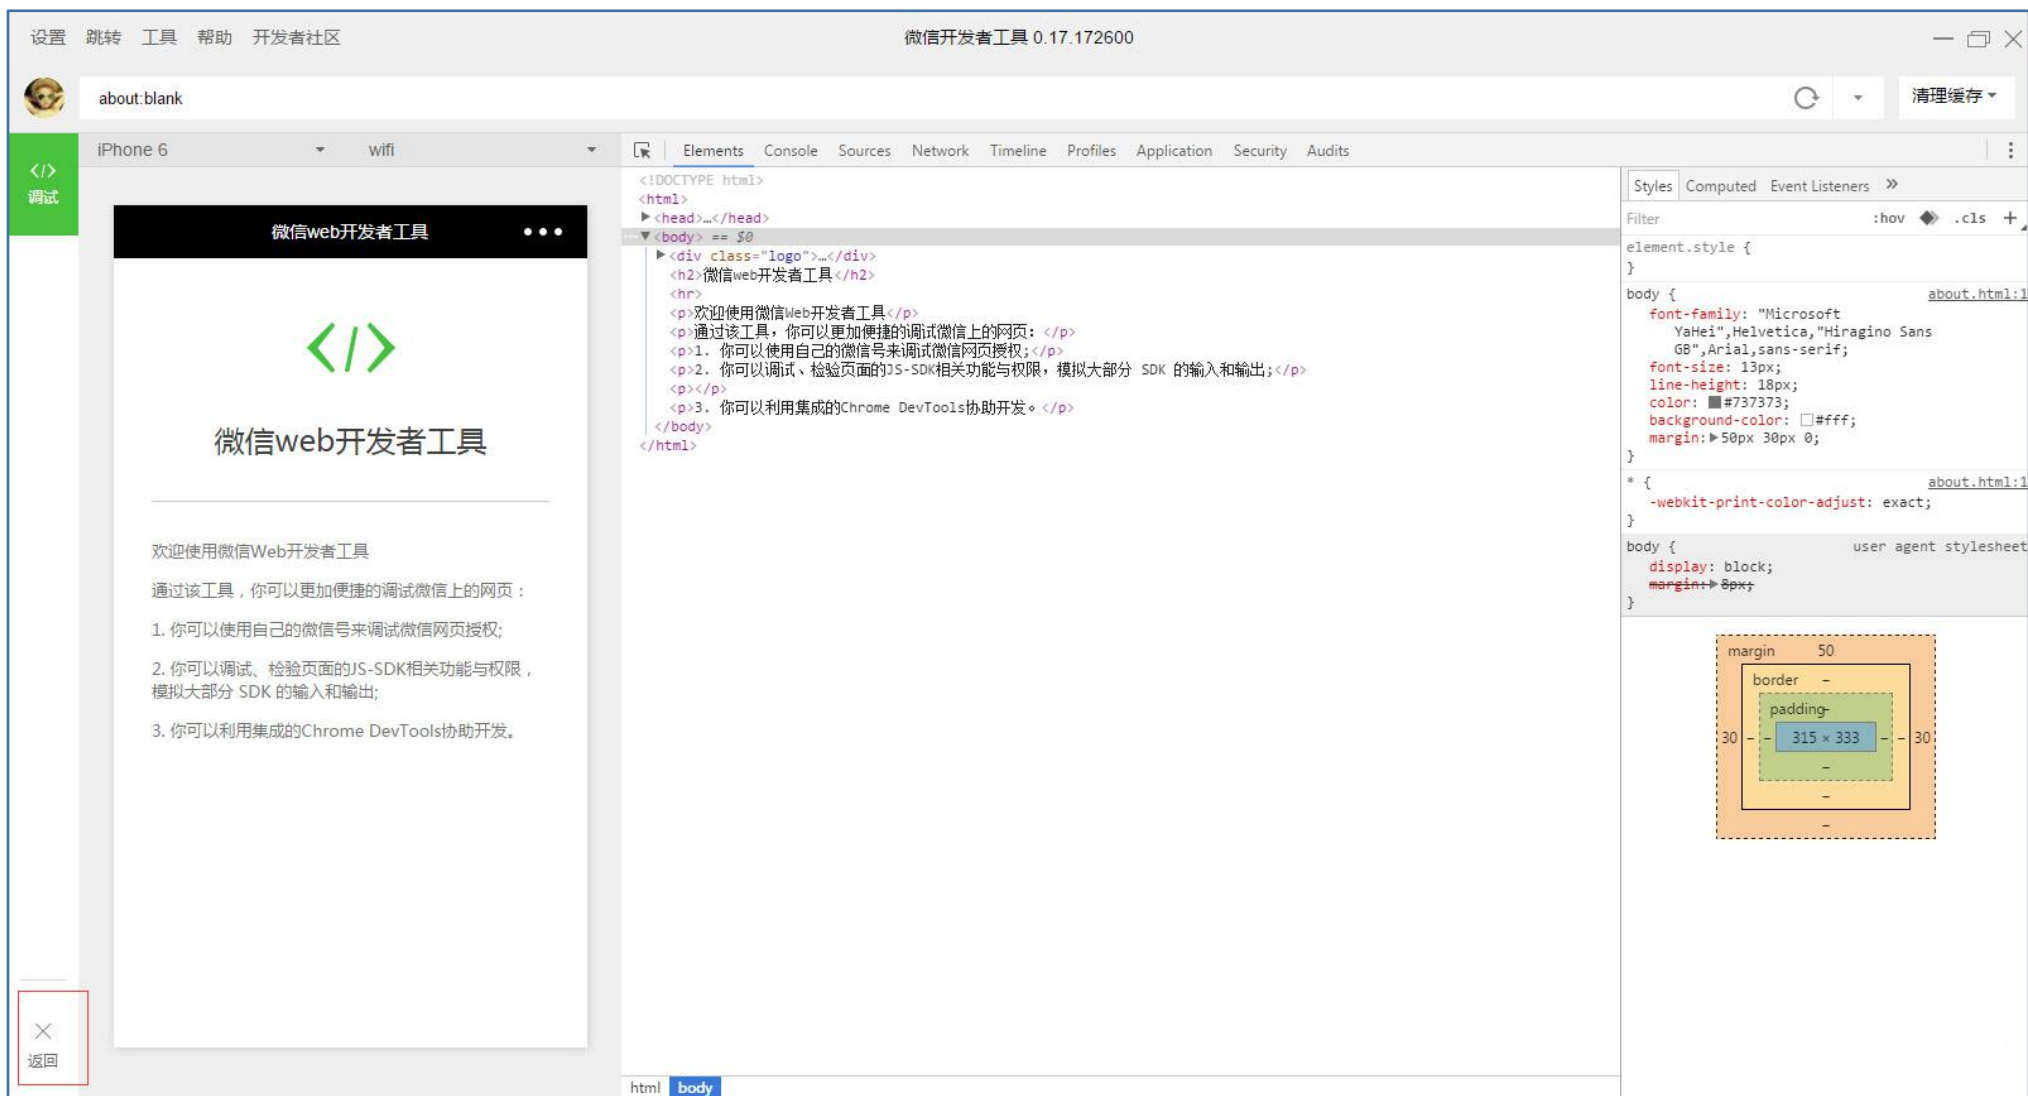 设置 跳转 工具 帮助 开发者社区
微信开发者工具 0.17.172600
about:blank
清理缓存
</>
调试
iPhone 6
wifi
微信web开发者工具
</>
微信web开发者工具
欢迎使用微信Web开发者工具
通过该工具，你可以更加便捷的调试微信上的网页：
1. 你可以使用自己的微信号来调试微信网页授权;
2. 你可以调试、检验页面的JS-SDK相关功能与权限，
模拟大部分 SDK 的输入和输出;
3. 你可以利用集成的Chrome DevTools协助开发。
返回
Elements Console Sources Network Timeline Profiles Application Security Audits
<!DOCTYPE html>
<html>
<head>…</head>
<body> == $0
<div class="logo">…</div>
<h2>微信web开发者工具</h2>
<hr>
<p>欢迎使用微信Web开发者工具</p>
<p>通过该工具，你可以更加便捷的调试微信上的网页：</p>
<p>1. 你可以使用自己的微信号来调试微信网页授权;</p>
<p>2. 你可以调试、检验页面的JS-SDK相关功能与权限，模拟大部分 SDK 的输入和输出;</p>
<p></p>
<p>3. 你可以利用集成的Chrome DevTools协助开发。</p>
</body>
</html>
html body
Styles Computed Event Listeners »
Filter :hov .cls +
element.style {
}
body { about.html:1
font-family: "Microsoft
YaHei",Helvetica,"Hiragino Sans
GB",Arial,sans-serif;
font-size: 13px;
line-height: 18px;
color: #737373;
background-color: #fff;
margin: 50px 30px 0;
}
* { about.html:1
-webkit-print-color-adjust: exact;
}
body { user agent stylesheet
display: block;
margin: 8px;
}
margin 50
border –
padding –
30 – – 315 × 333 – – 30
–
–
–